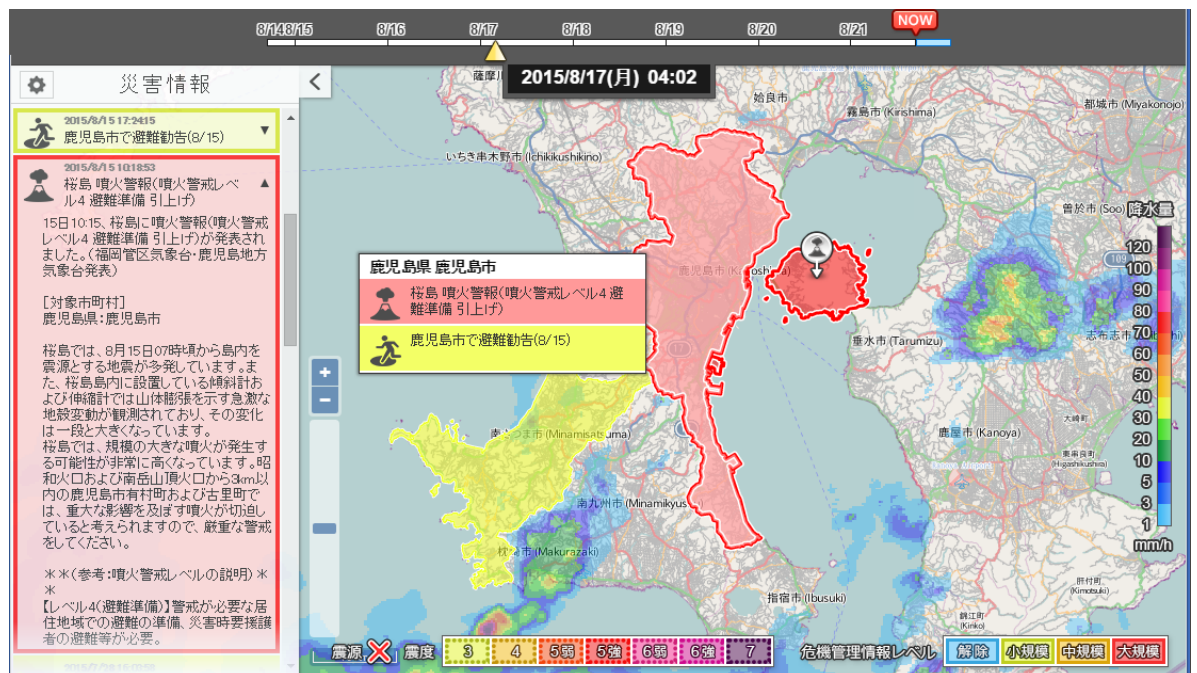 8/14
8/15
8/16
8/17
8/18
8/19
8/20
8/21
NOW
2015/8/17(月) 04:02
災害情報
2015/8/15 17:24:15
鹿児島市で避難勧告(8/15)
▼
2015/8/15 10:18:53
桜島 噴火警報(噴火警戒レベ
ル4 避難準備 引上げ)
▲
15日10:15、桜島に噴火警報(噴火警戒
レベル4 避難準備 引上げ)が発表され
ました。(福岡管区気象台・鹿児島地方
気象台発表)
[対象市町村]
鹿児島県:鹿児島市
桜島では、8月15日07時頃から島内を
震源とする地震が多発しています。ま
た、桜島島内に設置している傾斜計お
よび伸縮計では山体膨張を示す急激な
地殻変動が観測されており、その変化
は一段と大きくなっています。
桜島では、規模の大きな噴火が発生す
る可能性が非常に高くなっています。昭
和火口および南岳山頂火口から3km以
内の鹿児島市有村町および古里町で
は、重大な影響を及ぼす噴火が切迫し
ていると考えられますので、厳重な警戒
をしてください。
**(参考:噴火警戒レベルの説明)*
*
【レベル4(避難準備)】警戒が必要な居
住地域での避難の準備、災害時要援護
者の避難等が必要。
薩摩川
姶良市
霧島市 (Kirishima)
都城市 (Miyakonojo)
いちき串木野市 (Ichikikushikino)
曽於市 (Soo)
鹿児島県 鹿児島市
桜島 噴火警報(噴火警戒レベル4 避
難準備 引上げ)
鹿児島市で避難勧告(8/15)
鹿児島市 (Kagoshima)
109
17
志布志市
垂水市 (Tarumizu)
大崎町
鹿屋市 (Kanoya)
東串良町
(Higashikushira)
南さつま市 (Minamisatsuma)
南九州市 (Minamikyus
枕崎市 (Makurazaki)
指宿市 (Ibusuki)
肝付町
(Kimotsuki)
錦江町
(Kinko)
降水量
120
100
90
80
70
60
50
40
30
20
10
5
3
1
mm/h
+
−
震源
震度
3
4
5弱
5強
6弱
6強
7
危機管理情報レベル
解除
小規模
中規模
大規模